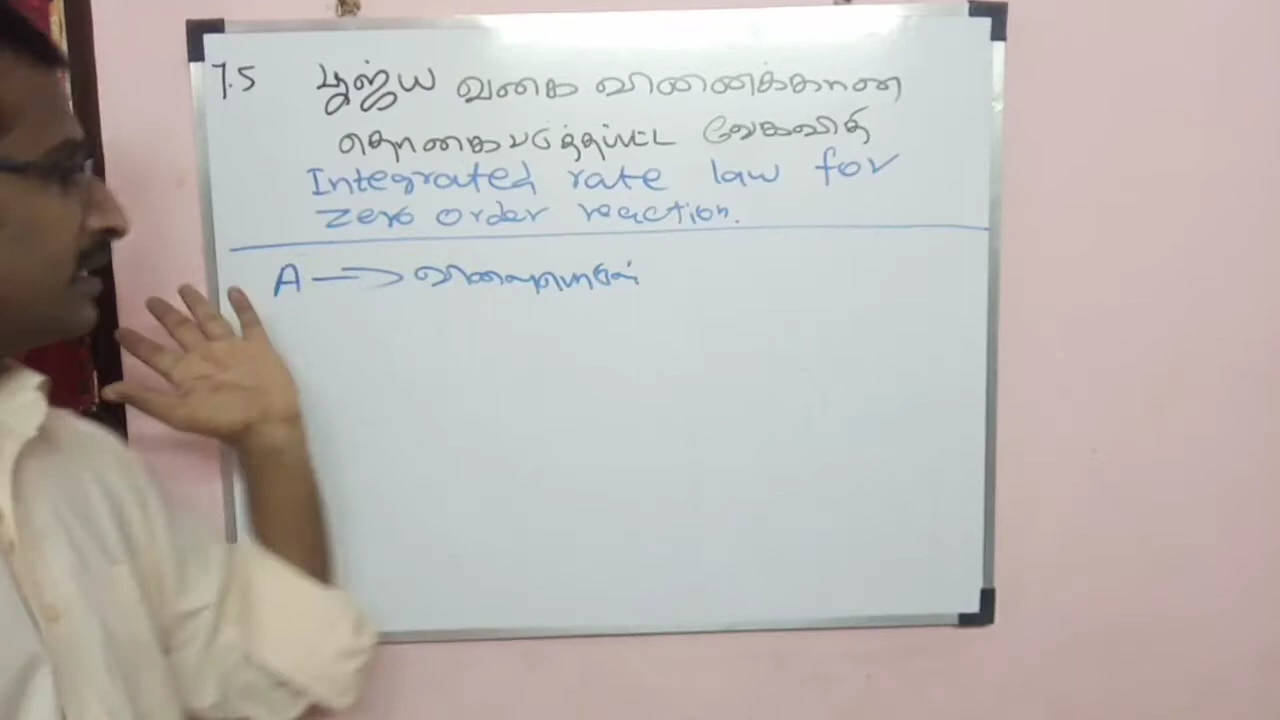 7.5 பூஜ்ய வகை வினைக்கான
தொகைபடுத்தப்பட்ட வேகவிதி
Integrated rate law for
zero order reaction.
A → விளைபொருள்